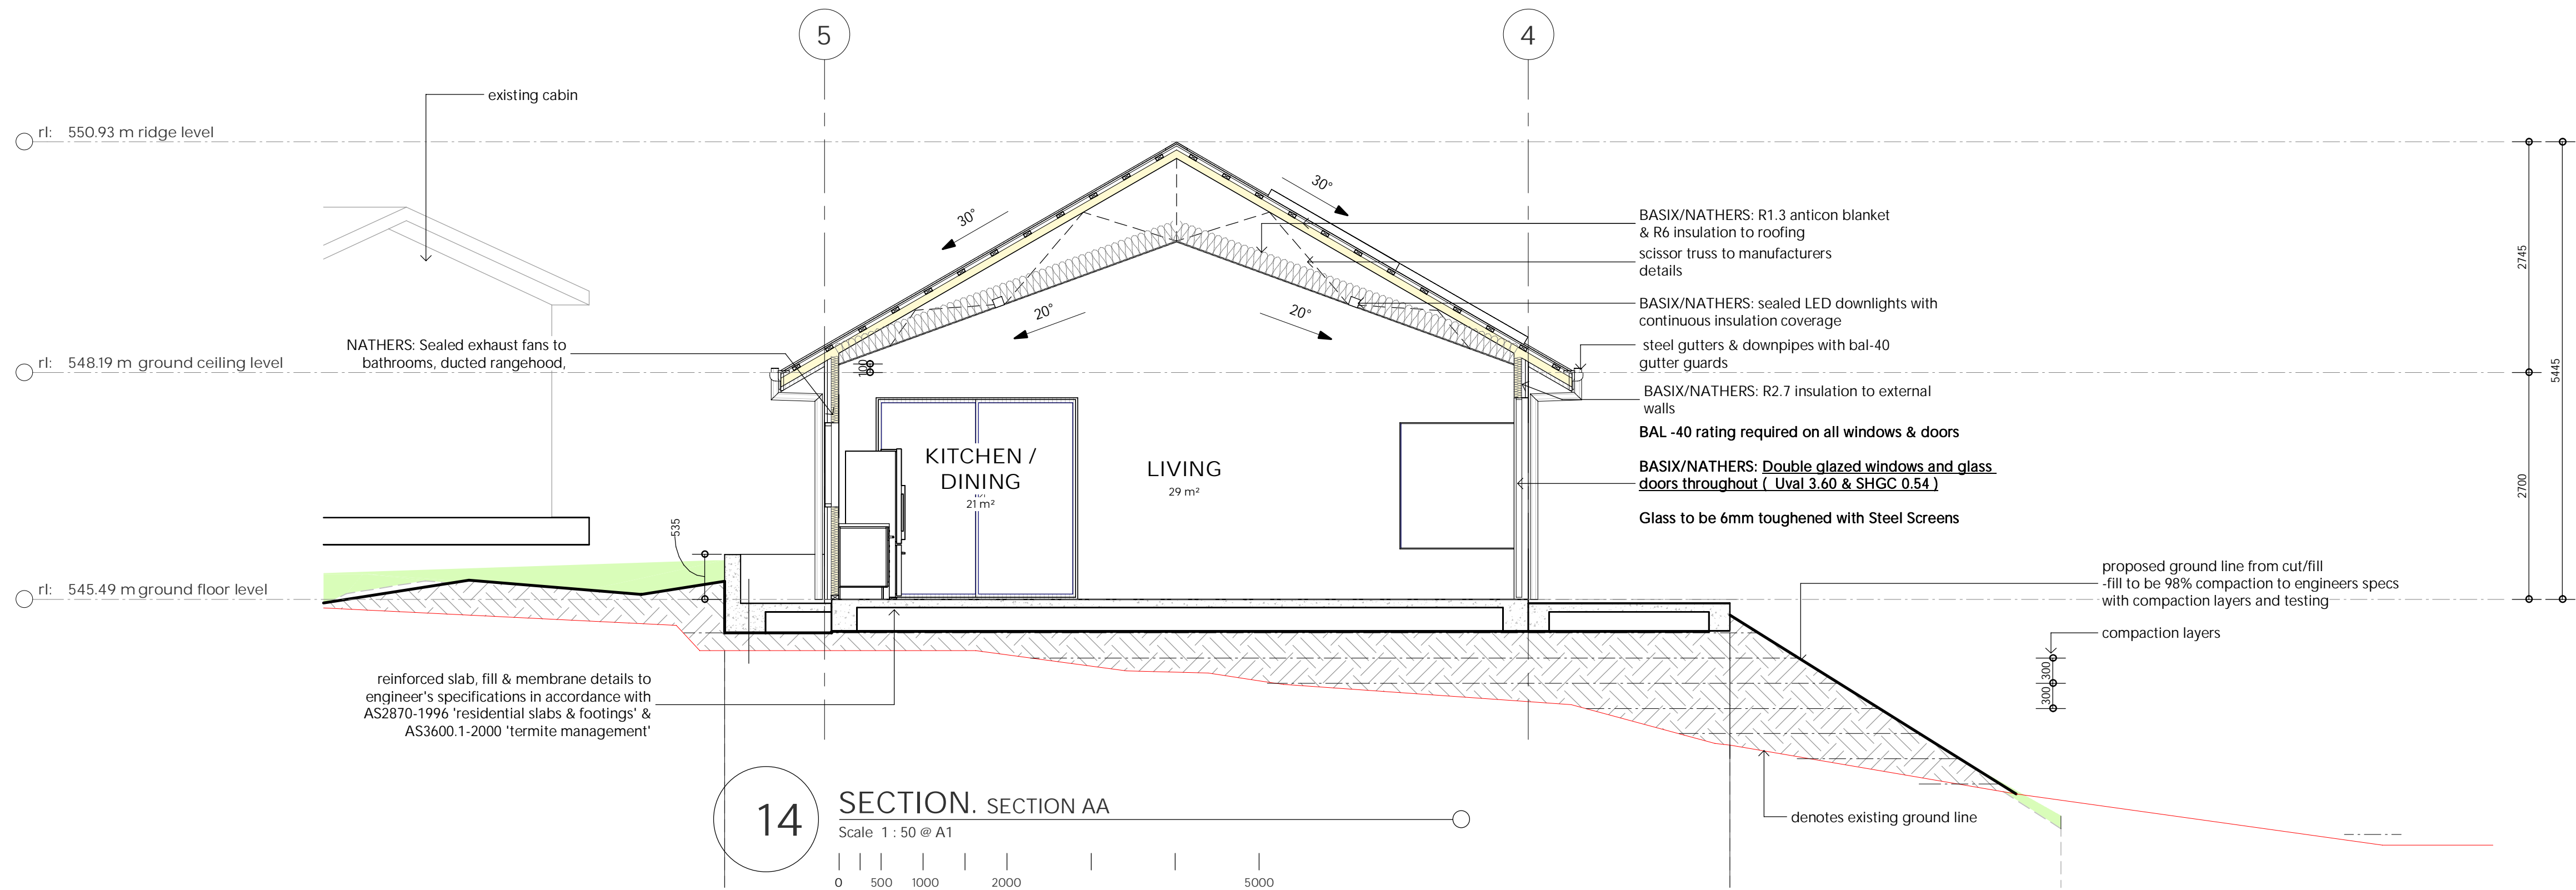 5
4
existing cabin
rl: 550.93 m ridge level
30°
30°
BASIX/NATHERS: R1.3 anticon blanket
& R6 insulation to roofing
scissor truss to manufacturers
details
2745
BASIX/NATHERS: sealed LED downlights with
continuous insulation coverage
20°
20°
NATHERS: Sealed exhaust fans to
bathrooms, ducted rangehood,
steel gutters & downpipes with bal-40
gutter guards
rl: 548.19 m ground ceiling level
100
5445
BASIX/NATHERS: R2.7 insulation to external
walls
BAL -40 rating required on all windows & doors
KITCHEN /
DINING
21 m²
LIVING
29 m²
BASIX/NATHERS: Double glazed windows and glass
doors throughout ( Uval 3.60 & SHGC 0.54 )
2700
Glass to be 6mm toughened with Steel Screens
535
rl: 545.49 m ground floor level
proposed ground line from cut/fill
-fill to be 98% compaction to engineers specs
with compaction layers and testing
compaction layers
300
300
reinforced slab, fill & membrane details to
engineer's specifications in accordance with
AS2870-1996 'residential slabs & footings' &
AS3600.1-2000 'termite management'
14
SECTION. SECTION AA
Scale 1 : 50 @ A1
denotes existing ground line
0 500 1000 2000 5000